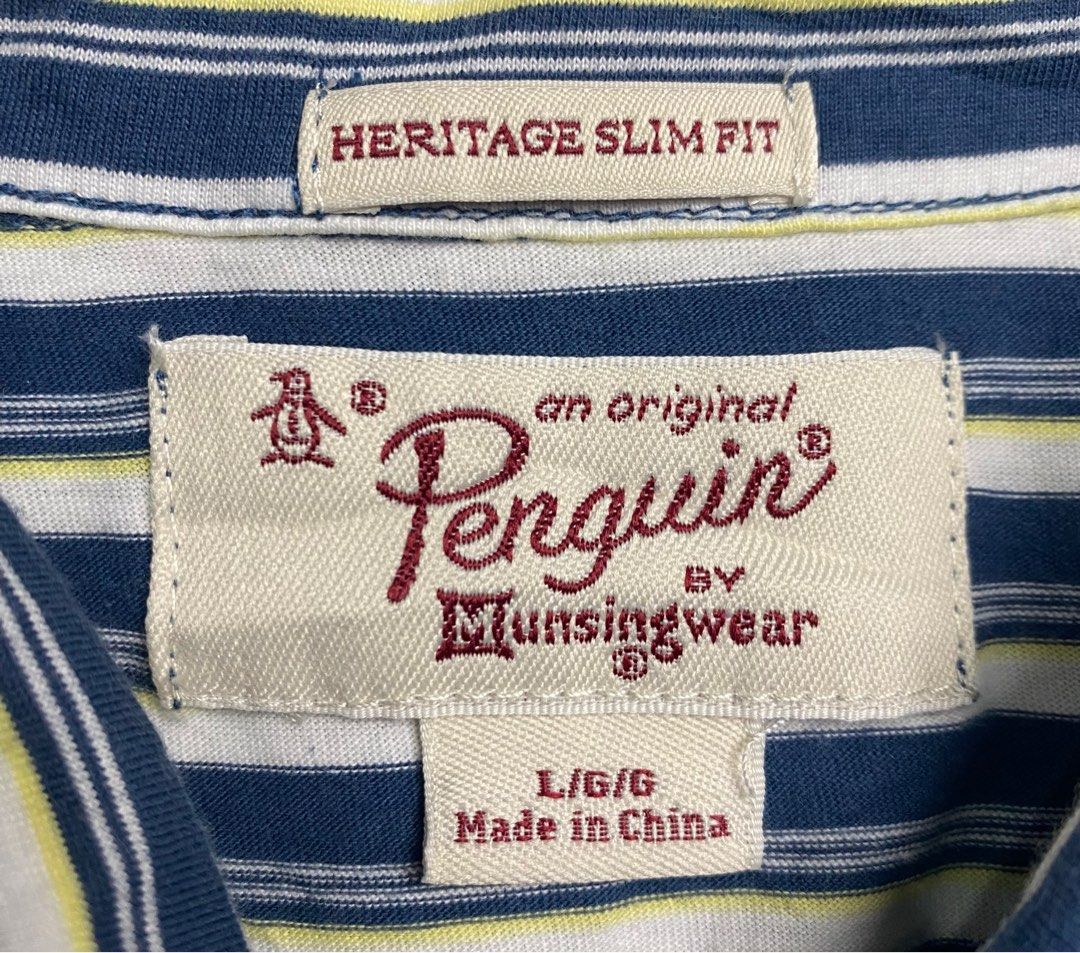 HERITAGE SLIM FIT
® an original
Penguin®
BY
Munsingwear
®
L/G/G
Made in China